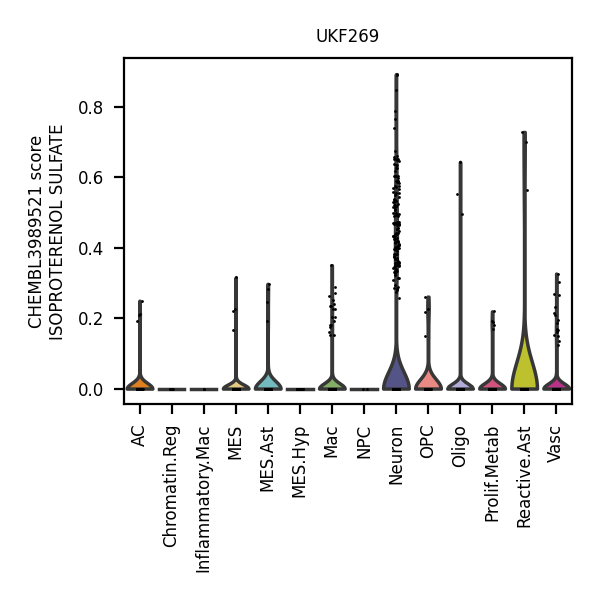 UKF269
CHEMBL3989521 score
ISOPROTERENOL SULFATE
0.8
0.6
0.4
0.2
0.0
AC
Chromatin.Reg
Inflammatory.Mac
MES
MES.Ast
MES.Hyp
Mac
NPC
Neuron
OPC
Oligo
Prolif.Metab
Reactive.Ast
Vasc